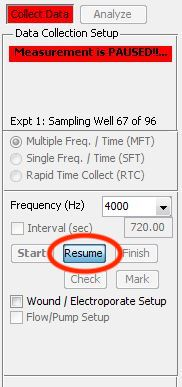 Collect Data Analyze
Data Collection Setup
Measurement is PAUSED!!...
Expt 1: Sampling Well 67 of 96
Multiple Freq. / Time (MFT)
Single Freq. / Time (SFT)
Rapid Time Collect (RTC)
Frequency (Hz) 4000
Interval (sec) 720.00
Start Resume Finish
Check Mark
Wound / Electroporate Setup
Flow/Pump Setup